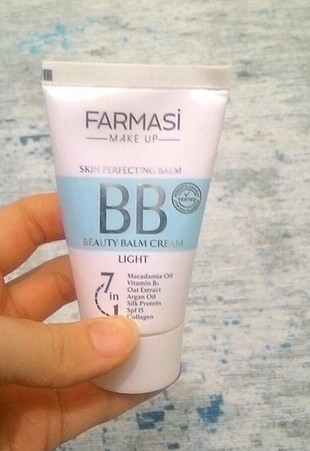 FARMASİ
MAKE UP
SKIN PERFECTING BALM
BB
TESTED
BEAUTY BALM CREAM
LIGHT
7 in 1
Macadamia Oil
Vitamin B₅
Oat Extract
Argan Oil
Silk Protein
Spf 15
Collagen